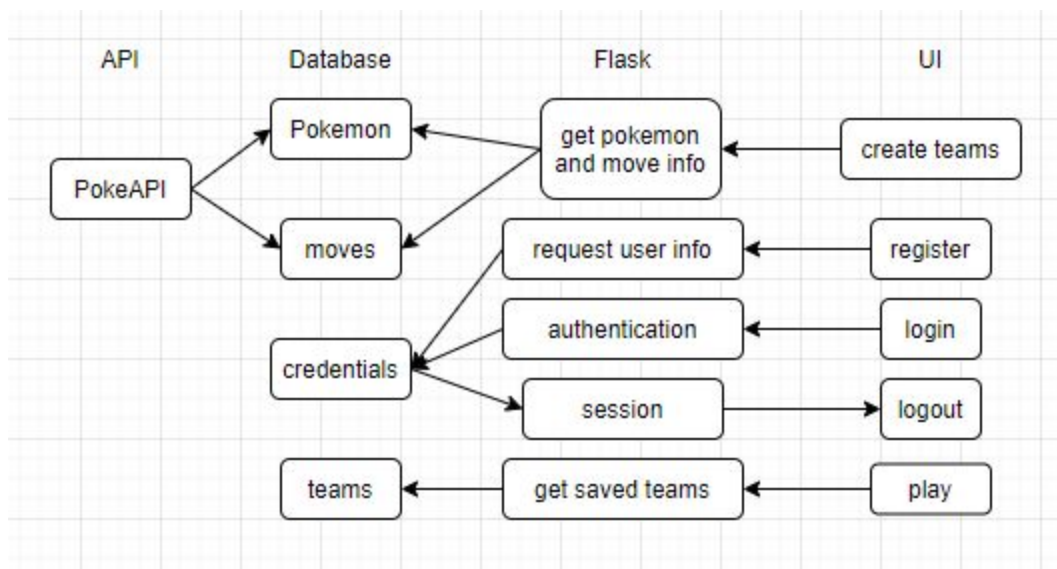 API
Database
Flask
UI
PokeAPI
Pokemon
moves
credentials
teams
get pokemon
and move info
request user info
authentication
session
get saved teams
create teams
register
login
logout
play